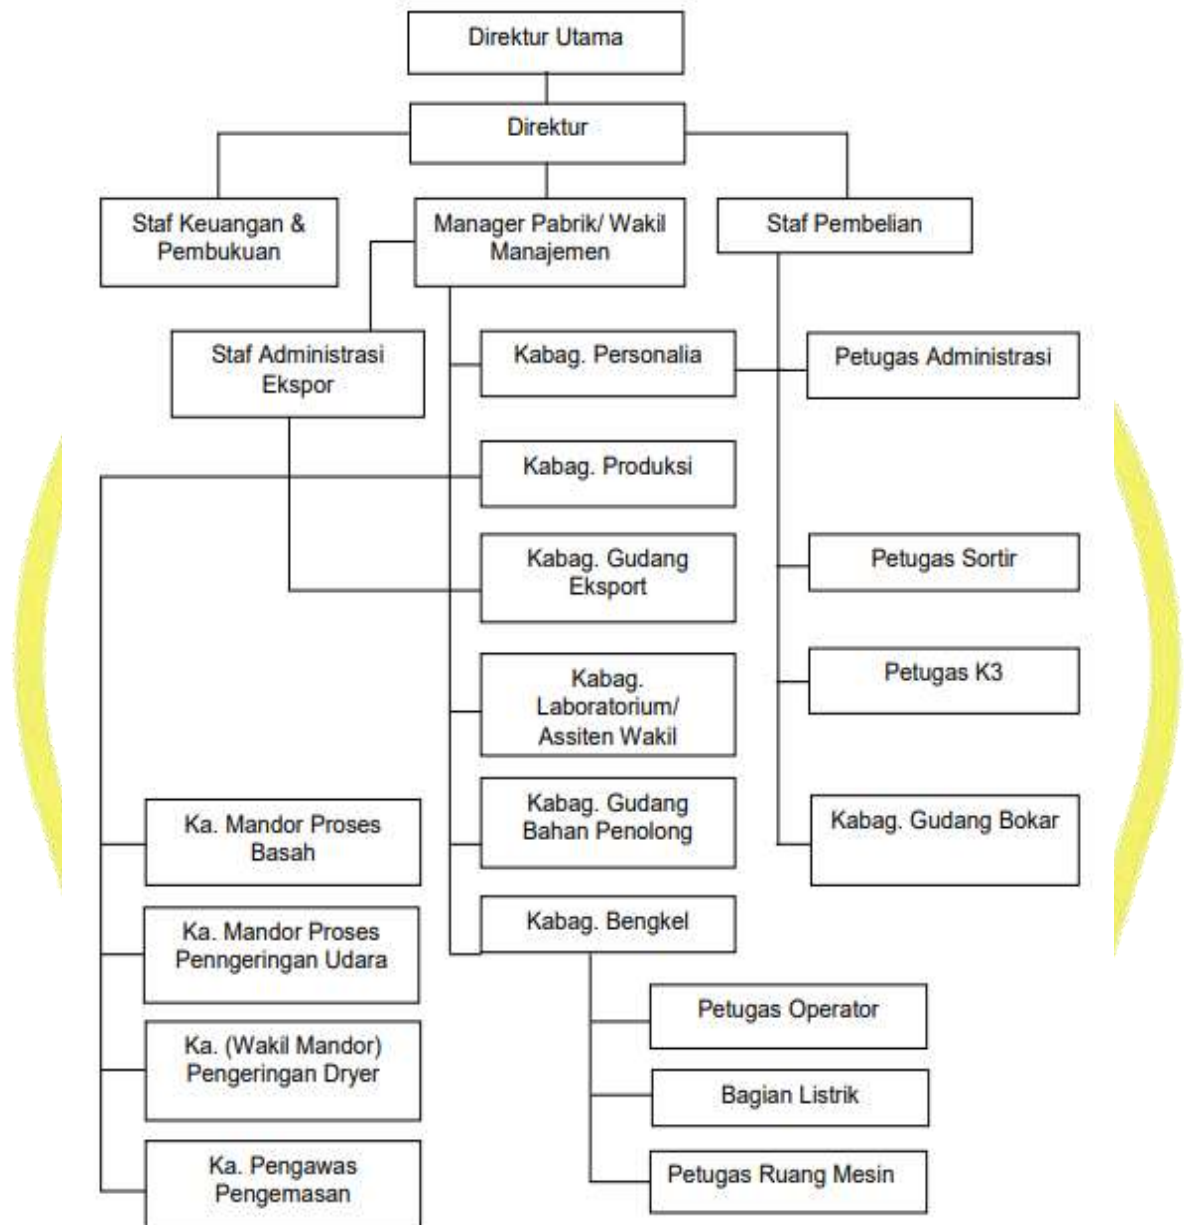 Direktur Utama
Direktur
Staf Keuangan &
Pembukuan
Manager Pabrik/ Wakil
Manajemen
Staf Pembelian
Staf Administrasi
Ekspor
Kabag. Personalia
Petugas Administrasi
Kabag. Produksi
Kabag. Gudang
Eksport
Petugas Sortir
Kabag.
Laboratorium/
Assiten Wakil
Petugas K3
Kabag. Gudang
Bahan Penolong
Kabag. Gudang Bokar
Ka. Mandor Proses
Basah
Kabag. Bengkel
Ka. Mandor Proses
Penngeringan Udara
Petugas Operator
Ka. (Wakil Mandor)
Pengeringan Dryer
Bagian Listrik
Ka. Pengawas
Pengemasan
Petugas Ruang Mesin